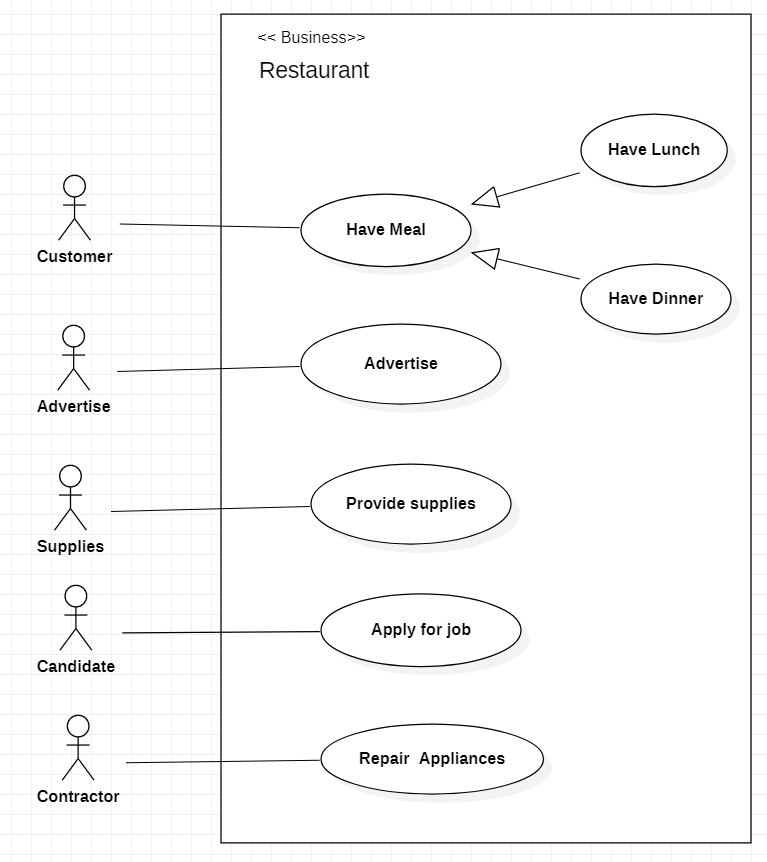 << Business>>
Restaurant
Have Lunch
Have Meal
Customer
Have Dinner
Advertise
Advertise
Provide supplies
Supplies
Apply for job
Candidate
Repair  Appliances
Contractor